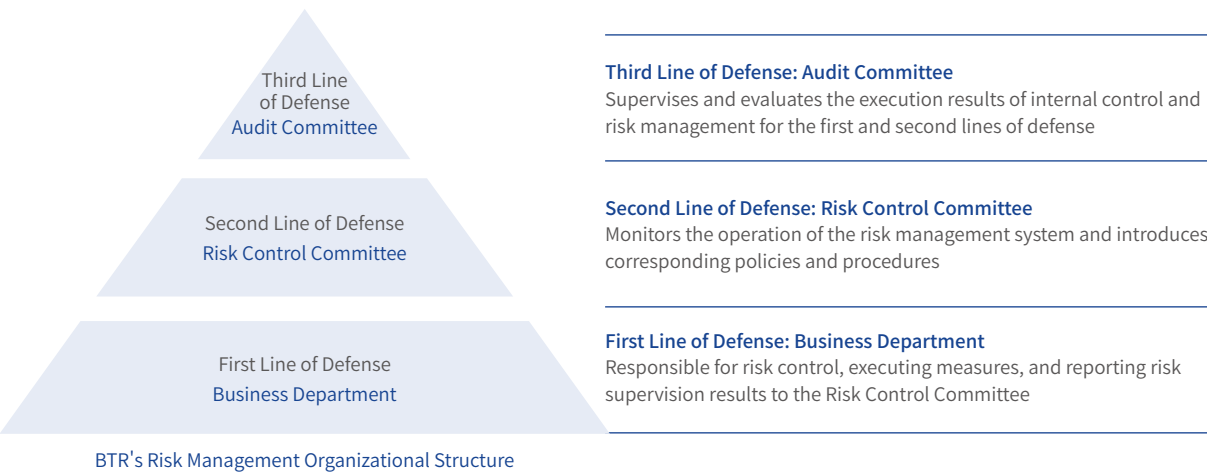 Third Line
of Defense
Audit Committee
Second Line of Defense
Risk Control Committee
First Line of Defense
Business Department
BTR's Risk Management Organizational Structure
Third Line of Defense: Audit Committee
Supervises and evaluates the execution results of internal control and
risk management for the first and second lines of defense
Second Line of Defense: Risk Control Committee
Monitors the operation of the risk management system and introduces
corresponding policies and procedures
First Line of Defense: Business Department
Responsible for risk control, executing measures, and reporting risk
supervision results to the Risk Control Committee